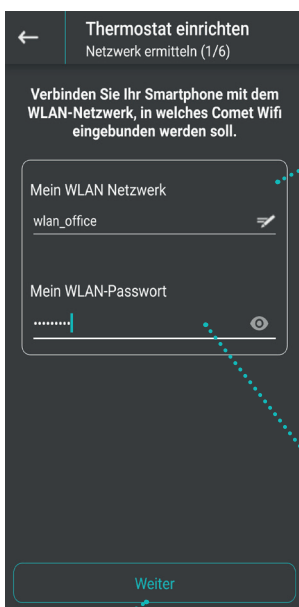 Thermostat einrichten
Netzwerk ermitteln (1/6)
Verbinden Sie Ihr Smartphone mit dem
WLAN-Netzwerk, in welches Comet Wifi
eingebunden werden soll.
Mein WLAN Netzwerk
wlan_office
Mein WLAN-Passwort
•••••••••
Weiter